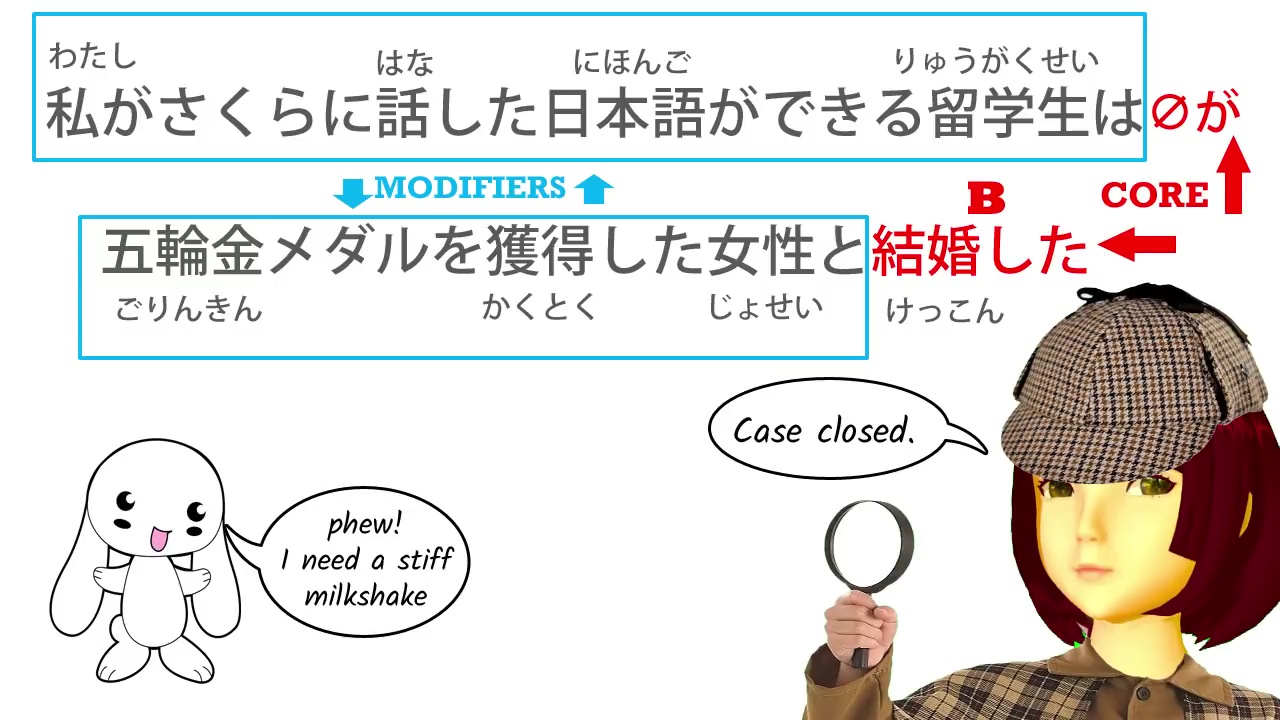 わたし はな にほんご りゅうがくせい
私がさくらに話した日本語ができる留学生は∅が
MODIFIERS B CORE
五輪金メダルを獲得した女性と結婚した
ごりんきん かくとく じょせい けっこん
Case closed.
phew!
I need a stiff
milkshake